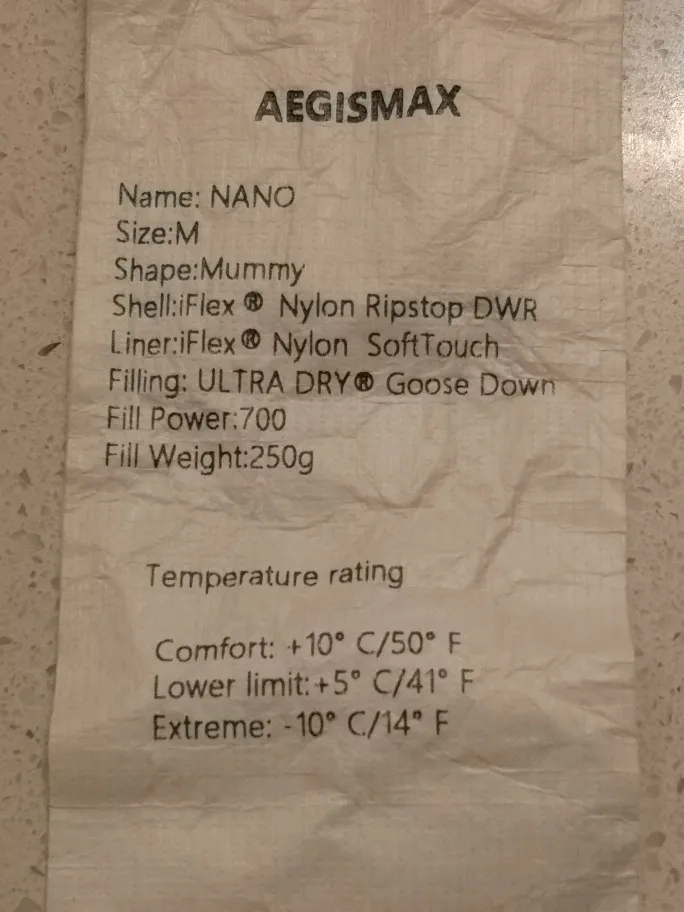 AEGISMAX
Name: NANO
Size:M
Shape:Mummy
Shell:iFlex® Nylon Ripstop DWR
Liner:iFlex® Nylon SoftTouch
Filling: ULTRA DRY® Goose Down
Fill Power:700
Fill Weight:250g
Temperature rating
Comfort: +10° C/50° F
Lower limit:+5° C/41° F
Extreme: -10° C/14° F